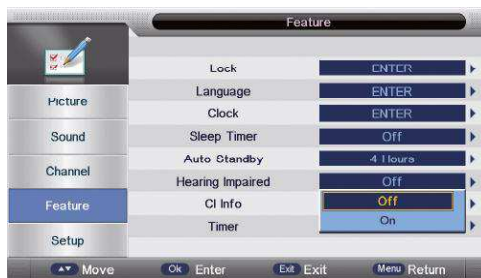 Feature
Lock ENTER
Language ENTER
Clock ENTER
Sleep Timer Off
Auto Standby 4 Hours
Hearing Impaired Off
CI Info Off
Timer On
Picture
Sound
Channel
Feature
Setup
Move Ok Enter Exit Exit Menu Return